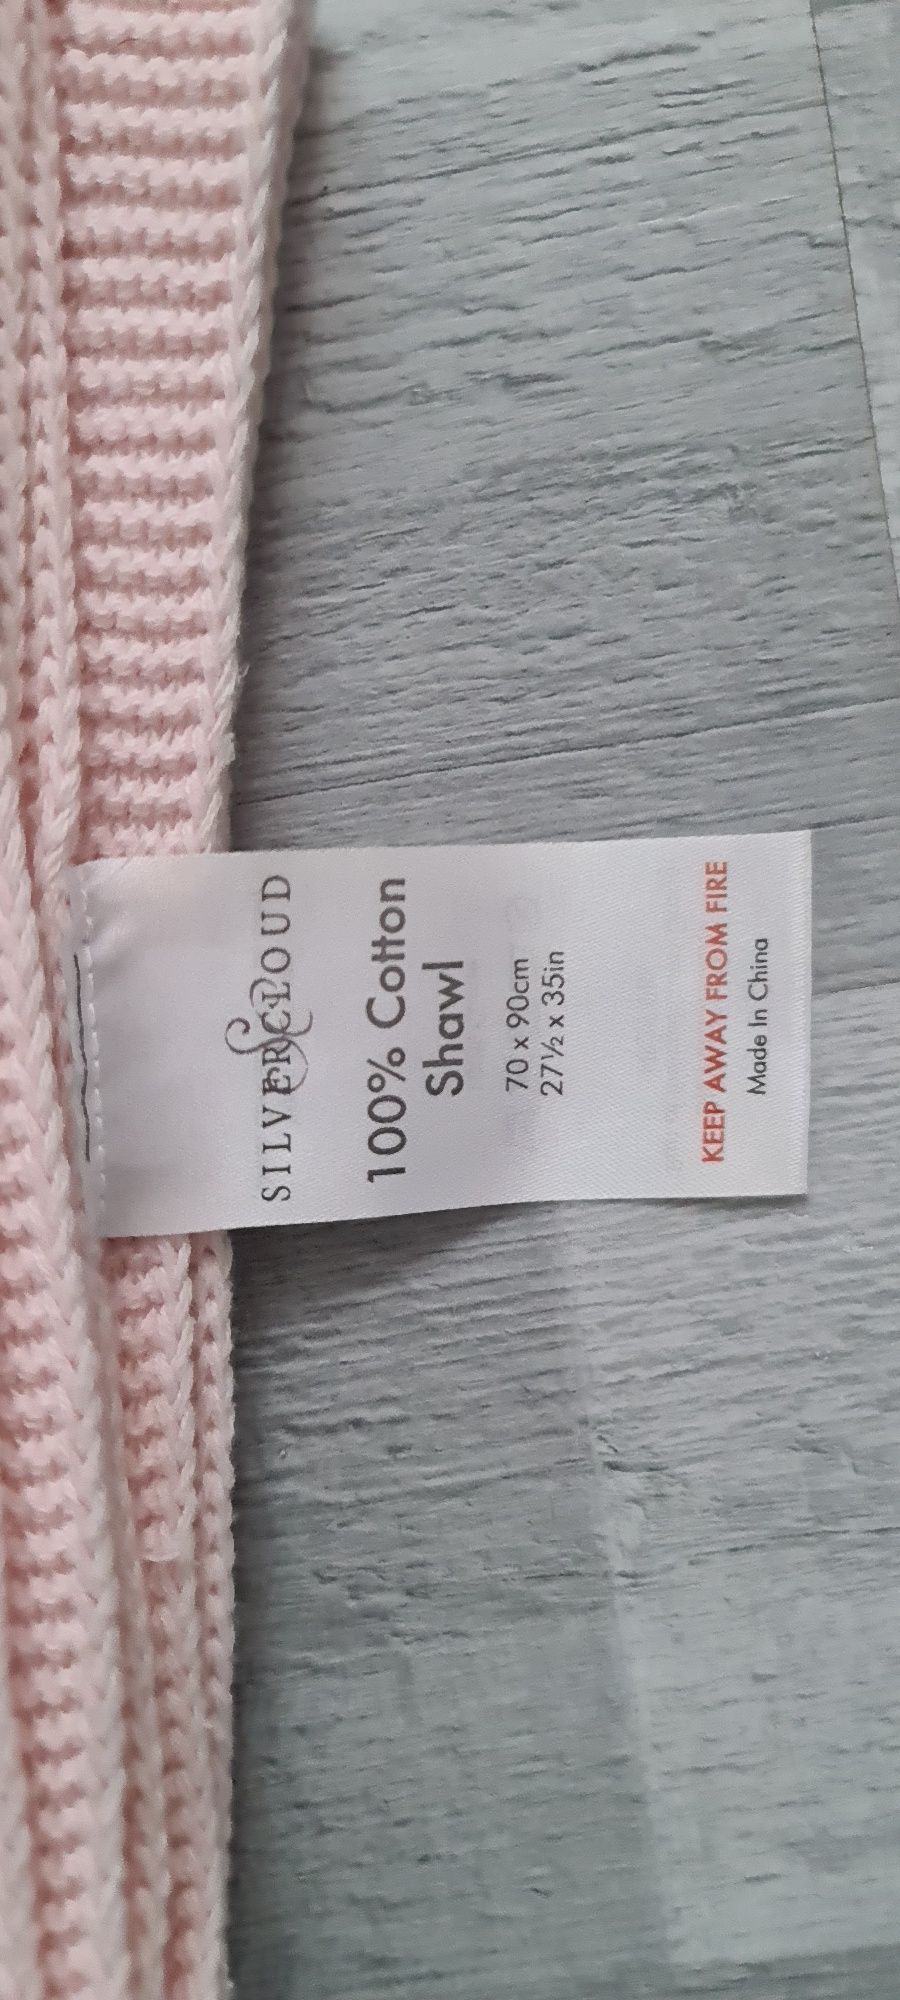 SILVERCLOUD
100% Cotton
Shawl
70 x 90cm
27½ x 35in
KEEP AWAY FROM FIRE
Made In China